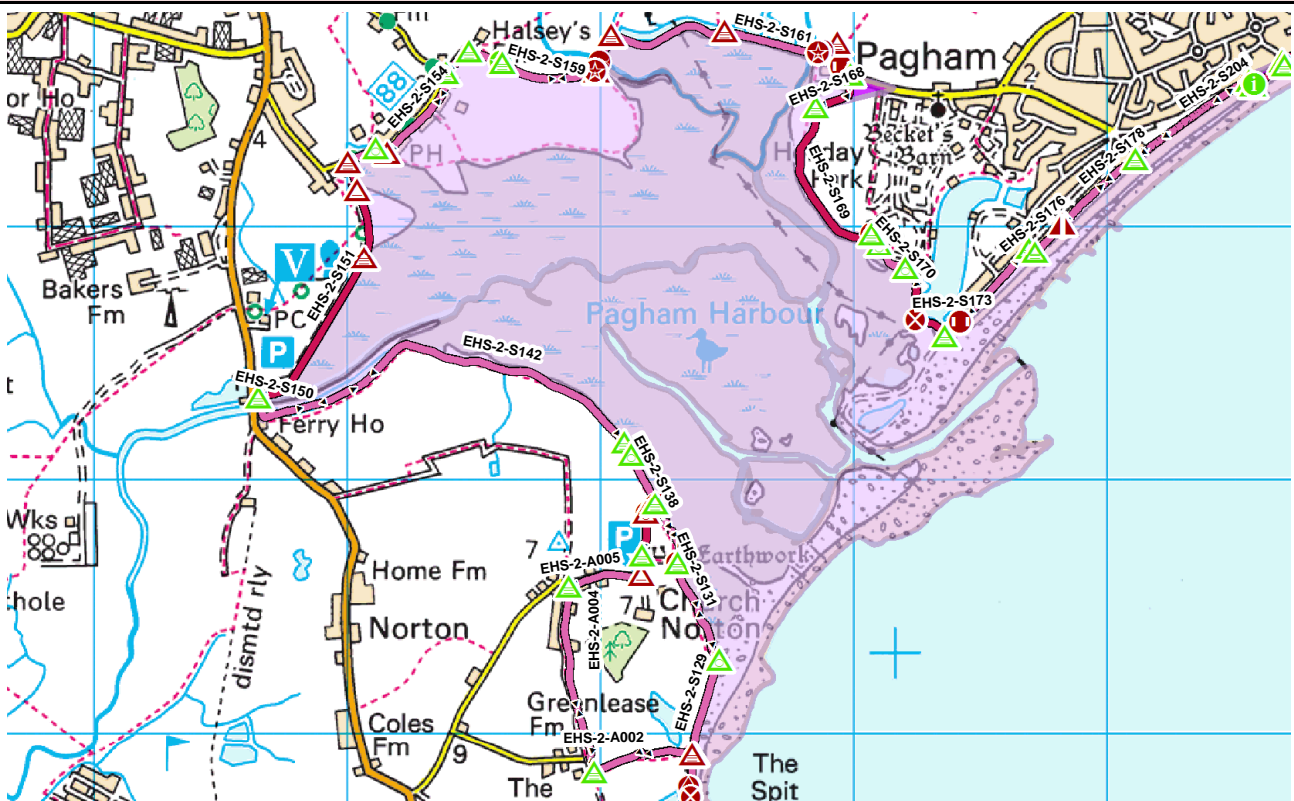 Fm
Halsey's
EHS-2-S161
Pagham
EHS-2-S159
EHS-2-S154
88
EHS-2-S168
EHS-2-S204
or Ho
4
PH
Becket's
Barn
EHS-2-S178
EHS-2-S169
EHS-2-S176
V
EHS-2-S151
EHS-2-S170
Bakers
Fm
PC
Pagham Harbour
EHS-2-S173
P
EHS-2-S142
EHS-2-S150
Ferry Ho
EHS-2-S138
Wks
P
7
Earthwork
EHS-2-A005
Home Fm
EHS-2-S131
hole
EHS-2-A004
7
Church
Norton
Norton
dismtd rly
EHS-2-S129
Greenlease
Fm
Coles
Fm
9
EHS-2-A002
The
The
Spit